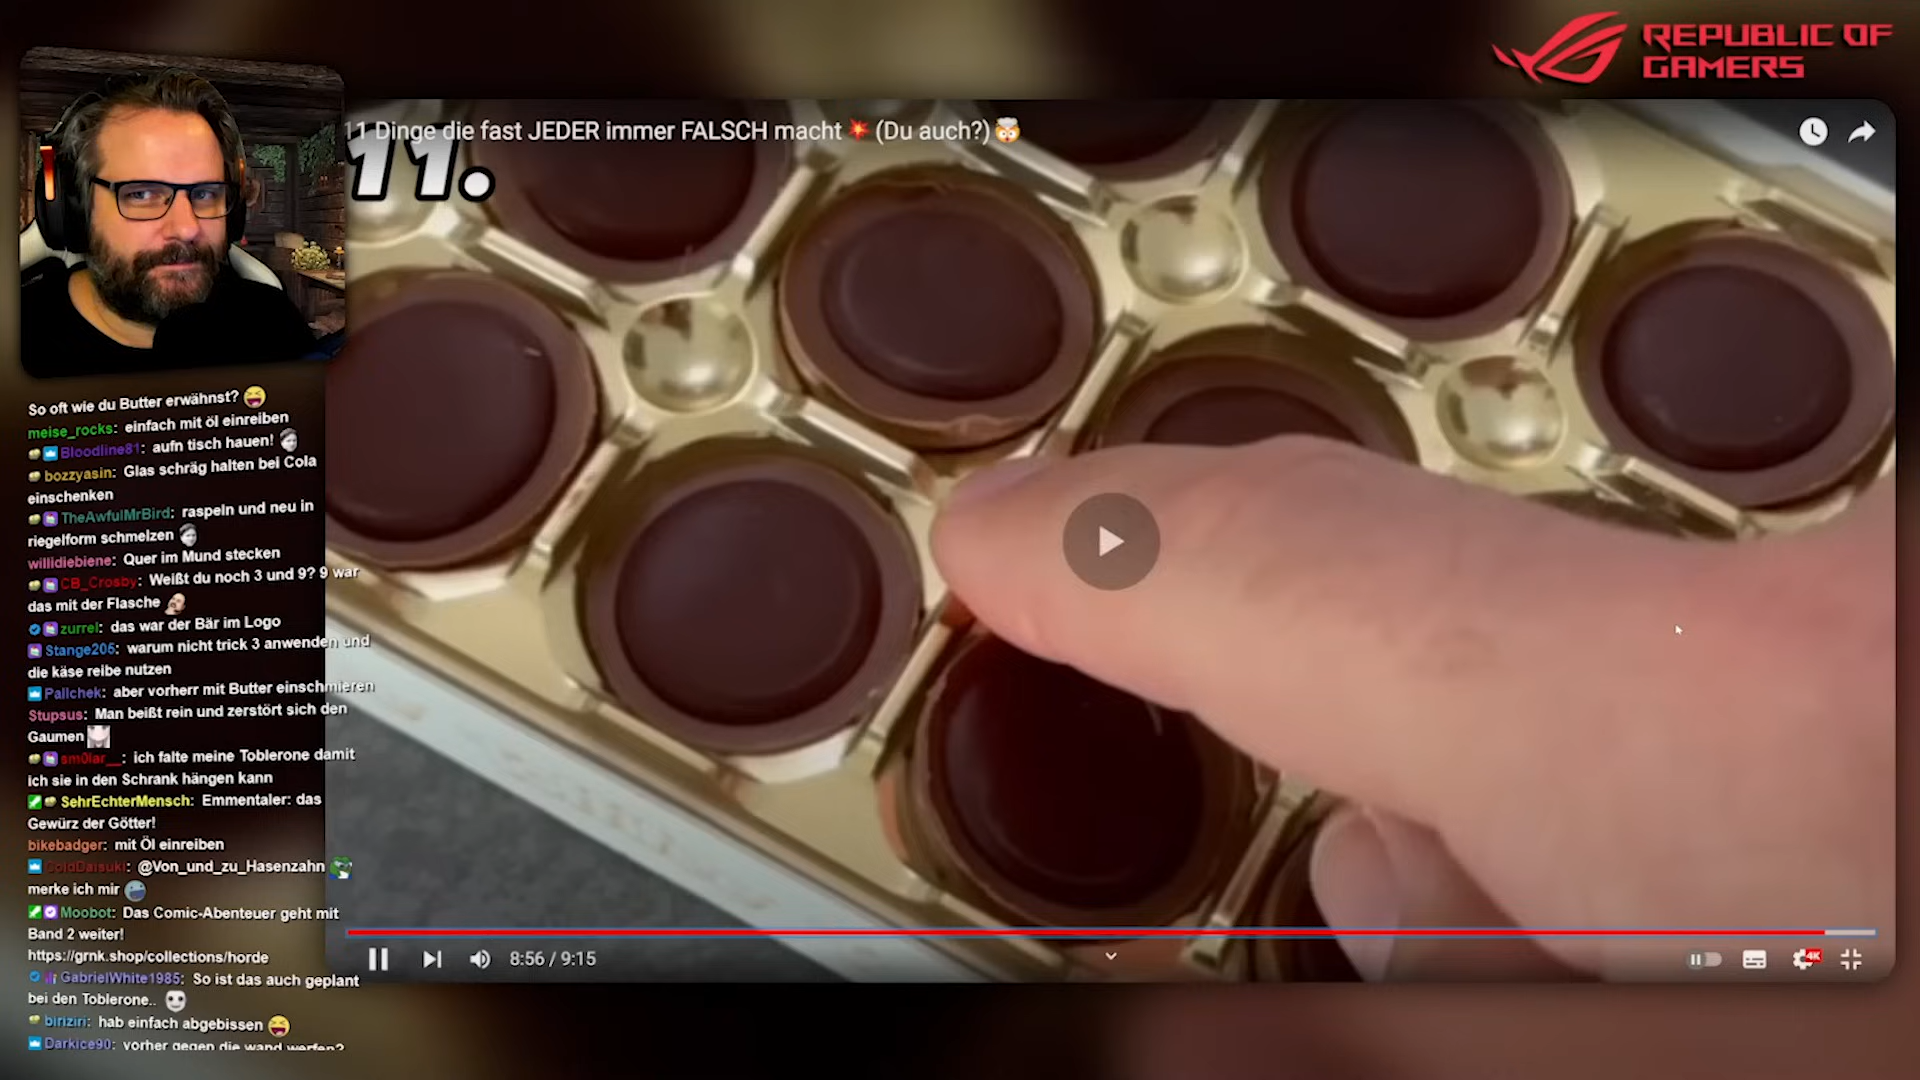 REPUBLIC OF
GAMERS
11 Dinge die fast JEDER immer FALSCH macht 💥 (Du auch?) 🤯
11.
So oft wie du Butter erwähnst? 😆
meise_rocks: einfach mit öl einreiben
Bloodline81: aufn tisch hauen!
bozzyasin: Glas schräg halten bei Cola
einschenken
TheAwfulMrBird: raspeln und neu in
riegelform schmelzen
willidiebiene: Quer im Mund stecken
CB_Crosby: Weißt du noch 3 und 9? 9 war
das mit der Flasche
zurrel: das war der Bär im Logo
Stange205: warum nicht trick 3 anwenden und
die käse reibe nutzen
Pallchek: aber vorherr mit Butter einschmieren
Stupsus: Man beißt rein und zerstört sich den
Gaumen
sm0lar__: ich falte meine Toblerone damit
ich sie in den Schrank hängen kann
SehrEchterMensch: Emmentaler: das
Gewürz der Götter!
bikebadger: mit Öl einreiben
ColdDaisuki: @Von_und_zu_Hasenzahn
merke ich mir
Moobot: Das Comic-Abenteuer geht mit
Band 2 weiter!
https://grnk.shop/collections/horde
GabrielWhite1985: So ist das auch geplant
bei den Toblerone..
biriziri: hab einfach abgebissen 😆
Darkice90: vorher gegen die wand werfen?
8:56 / 9:15
4K